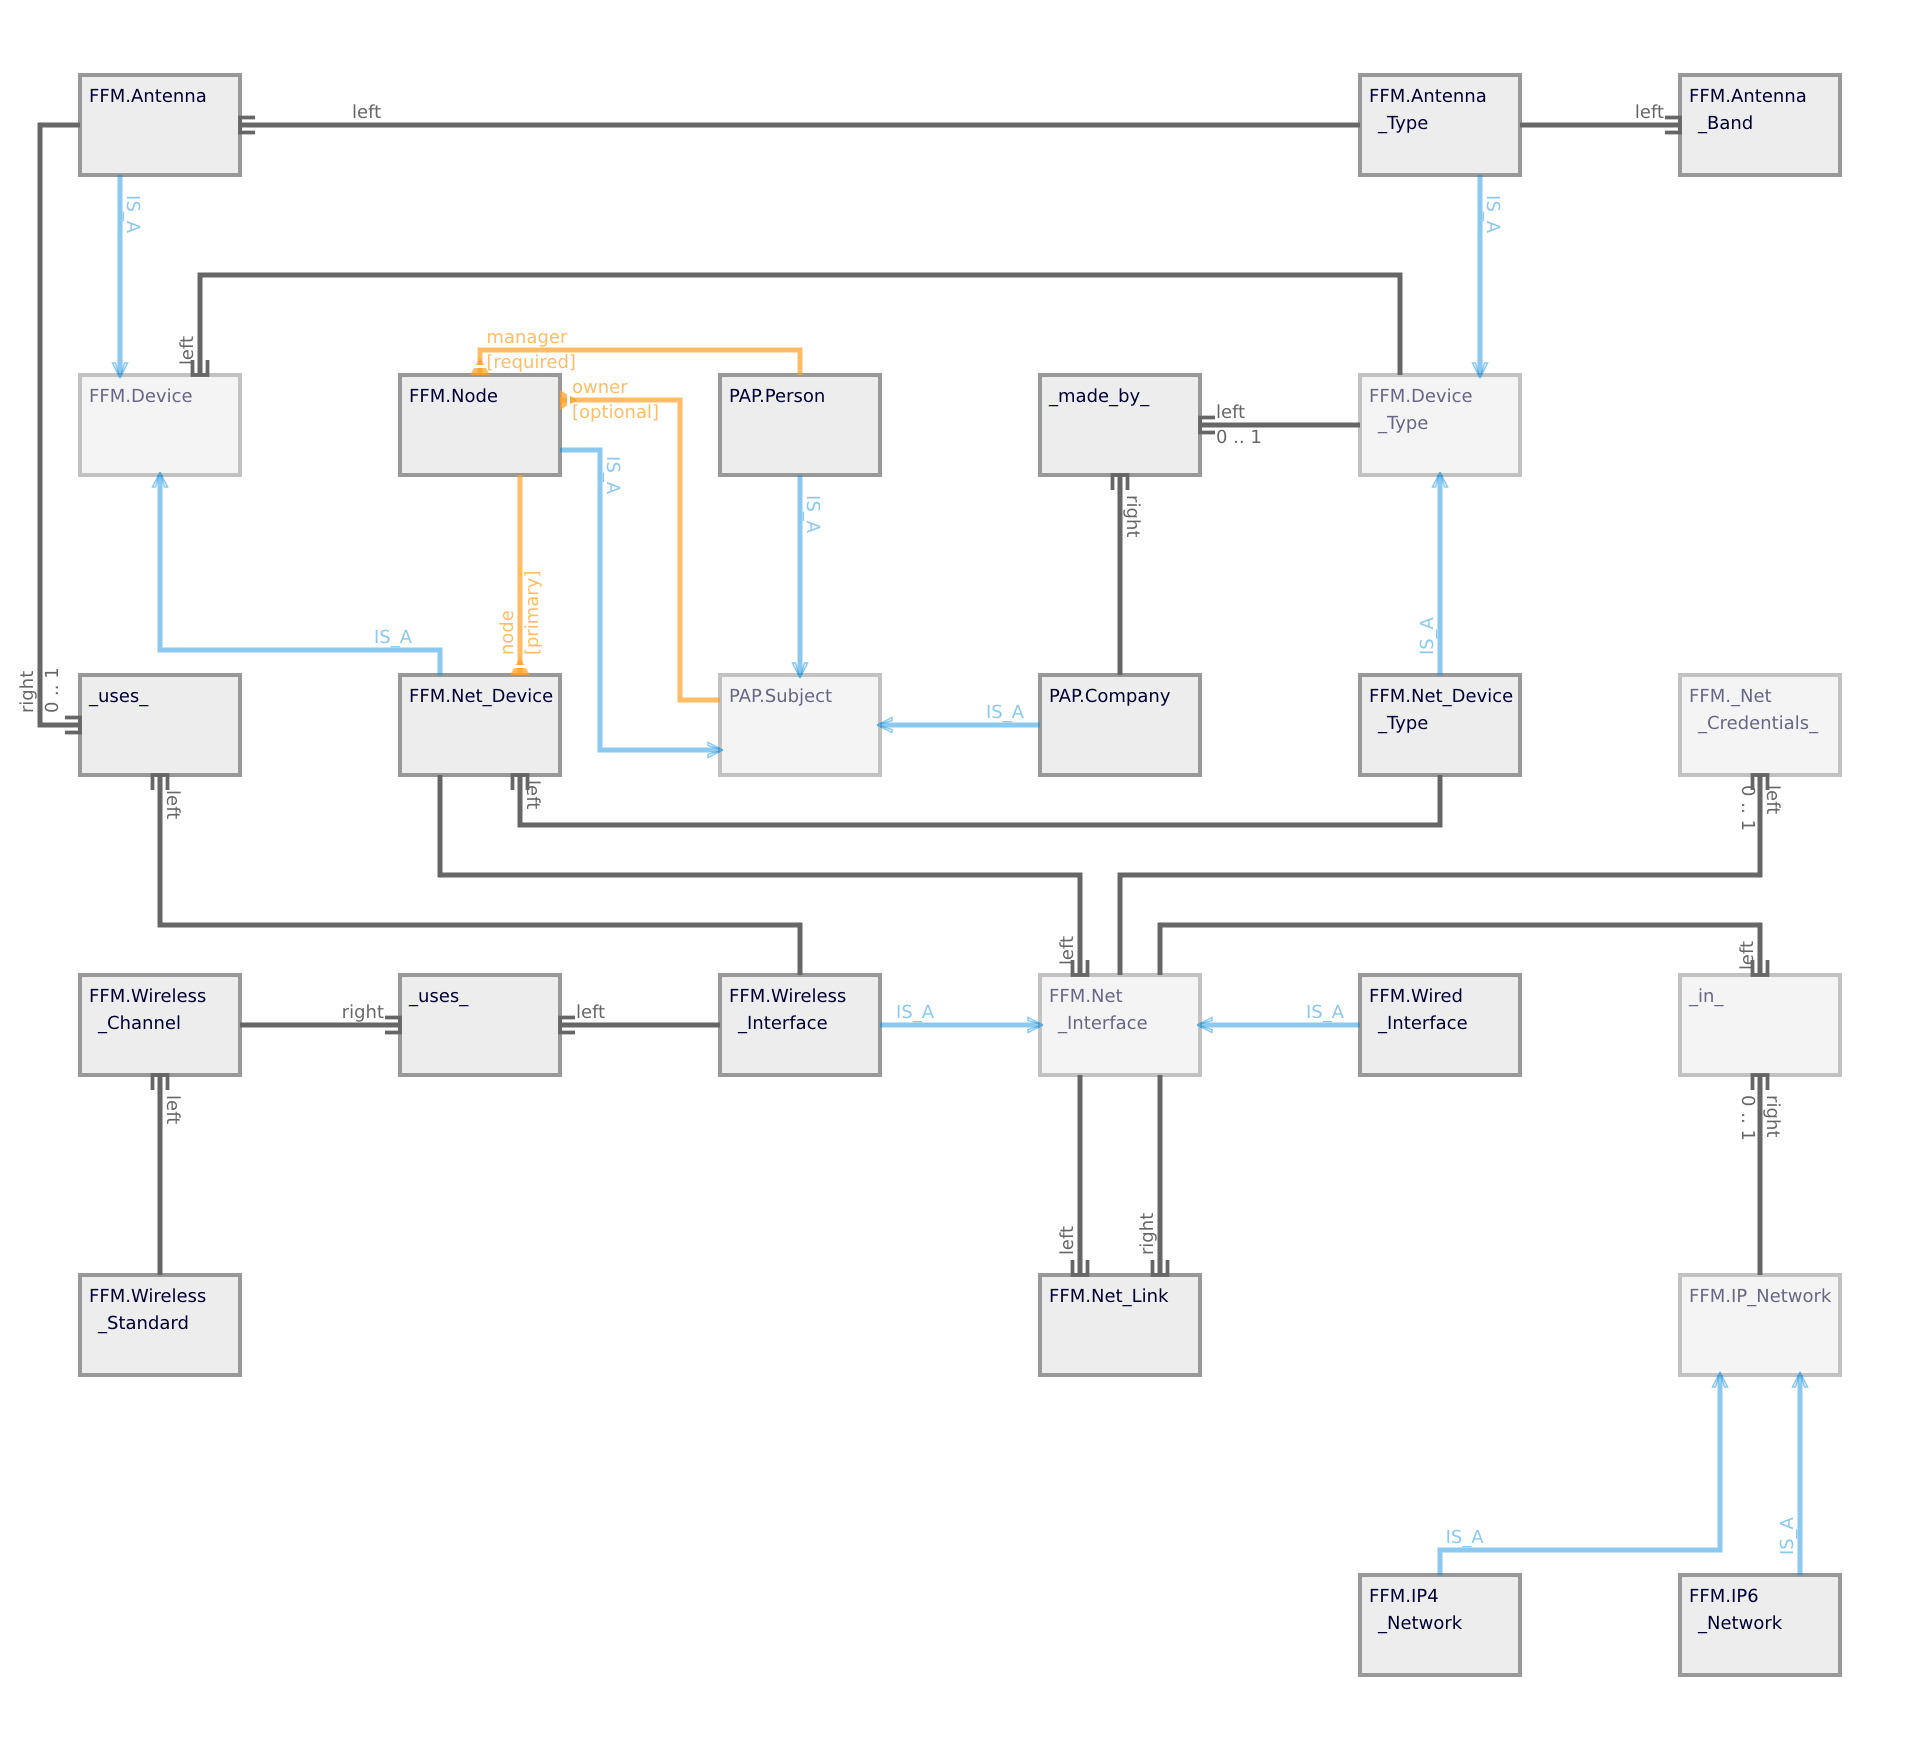 FFM.Antenna
left
FFM.Antenna
_Type
left
FFM.Antenna
_Band
IS_A
IS_A
left
manager
[required]
owner
[optional]
FFM.Device
FFM.Node
IS_A
PAP.Person
IS_A
_made_by_
left
0 .. 1
right
FFM.Device
_Type
IS_A
node
[primary]
IS_A
right
0 .. 1
_uses_
left
FFM.Net_Device
left
PAP.Subject
IS_A
PAP.Company
FFM.Net_Device
_Type
FFM._Net
_Credentials_
left
0 .. 1
left
left
FFM.Wireless
_Channel
right
_uses_
left
FFM.Wireless
_Interface
IS_A
FFM.Net
_Interface
IS_A
FFM.Wired
_Interface
_in_
left
right
0 .. 1
left
right
FFM.Wireless
_Standard
FFM.Net_Link
FFM.IP_Network
IS_A
IS_A
FFM.IP4
_Network
FFM.IP6
_Network